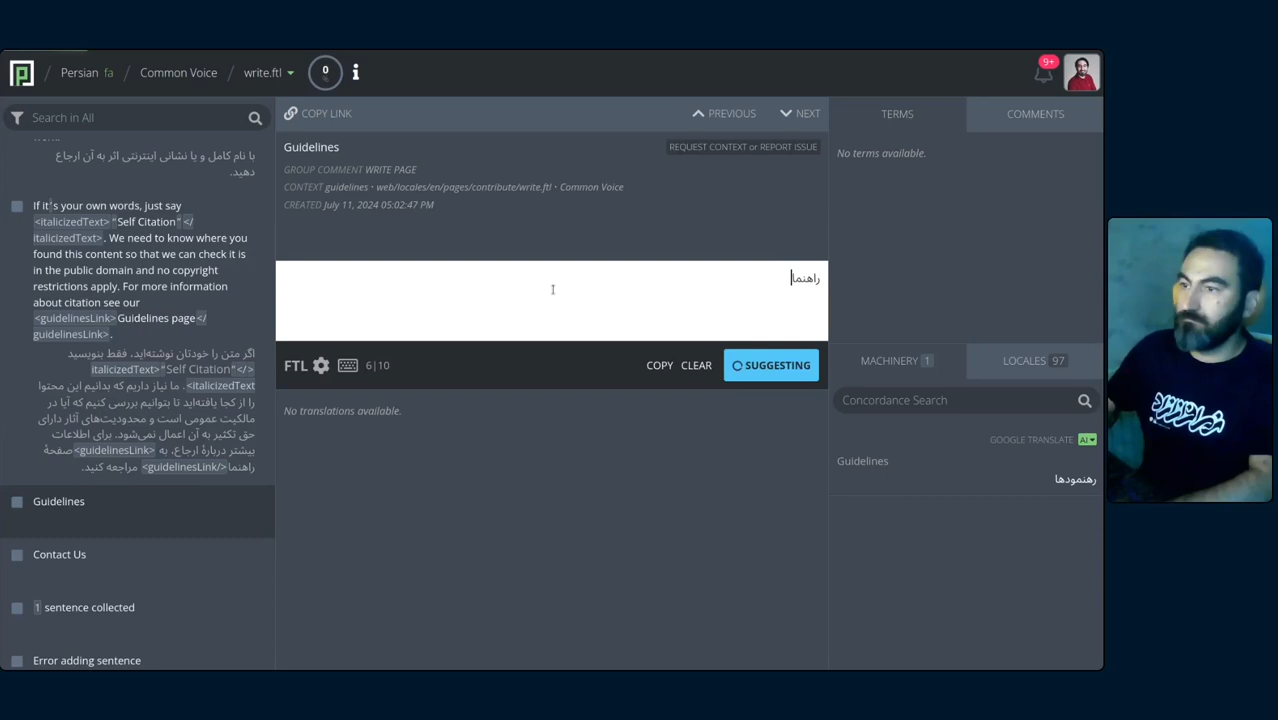 / Persian fa / Common Voice / write.ftl
0
9+
Search in All
با نام کامل و یا نشانی اینترنتی اثر به آن ارجاع
دهید.
If it's your own words, just say
<italicizedText>"Self Citation"</
italicizedText>. We need to know where you
found this content so that we can check it is
in the public domain and no copyright
restrictions apply. For more information
about citation see our
<guidelinesLink>Guidelines page</
guidelinesLink>.
اگر متن را خودتان نوشته‌اید، فقط بنویسید
<italicizedText>"Self Citation"</
italicizedText>. ما نیاز داریم که بدانیم این محتوا
را از کجا یافته‌اید تا بتوانیم بررسی کنیم که آیا در
مالکیت عمومی است و محدودیت‌های آثار دارای
حق تکثیر به آن اعمال نمی‌شود. برای اطلاعات
بیشتر دربارهٔ ارجاع، به <guidelinesLink>صفحهٔ
راهنما</guidelinesLink> مراجعه کنید.
Guidelines
Contact Us
1 sentence collected
Error adding sentence
COPY LINK
PREVIOUS
NEXT
Guidelines
REQUEST CONTEXT or REPORT ISSUE
GROUP COMMENT WRITE PAGE
CONTEXT guidelines • web/locales/en/pages/contribute/write.ftl • Common Voice
CREATED July 11, 2024 05:02:47 PM
راهنما
FTL
6|10
COPY CLEAR
SUGGESTING
No translations available.
TERMS
COMMENTS
No terms available.
MACHINERY 1
LOCALES 97
Concordance Search
GOOGLE TRANSLATE AI
Guidelines
رهنمودها